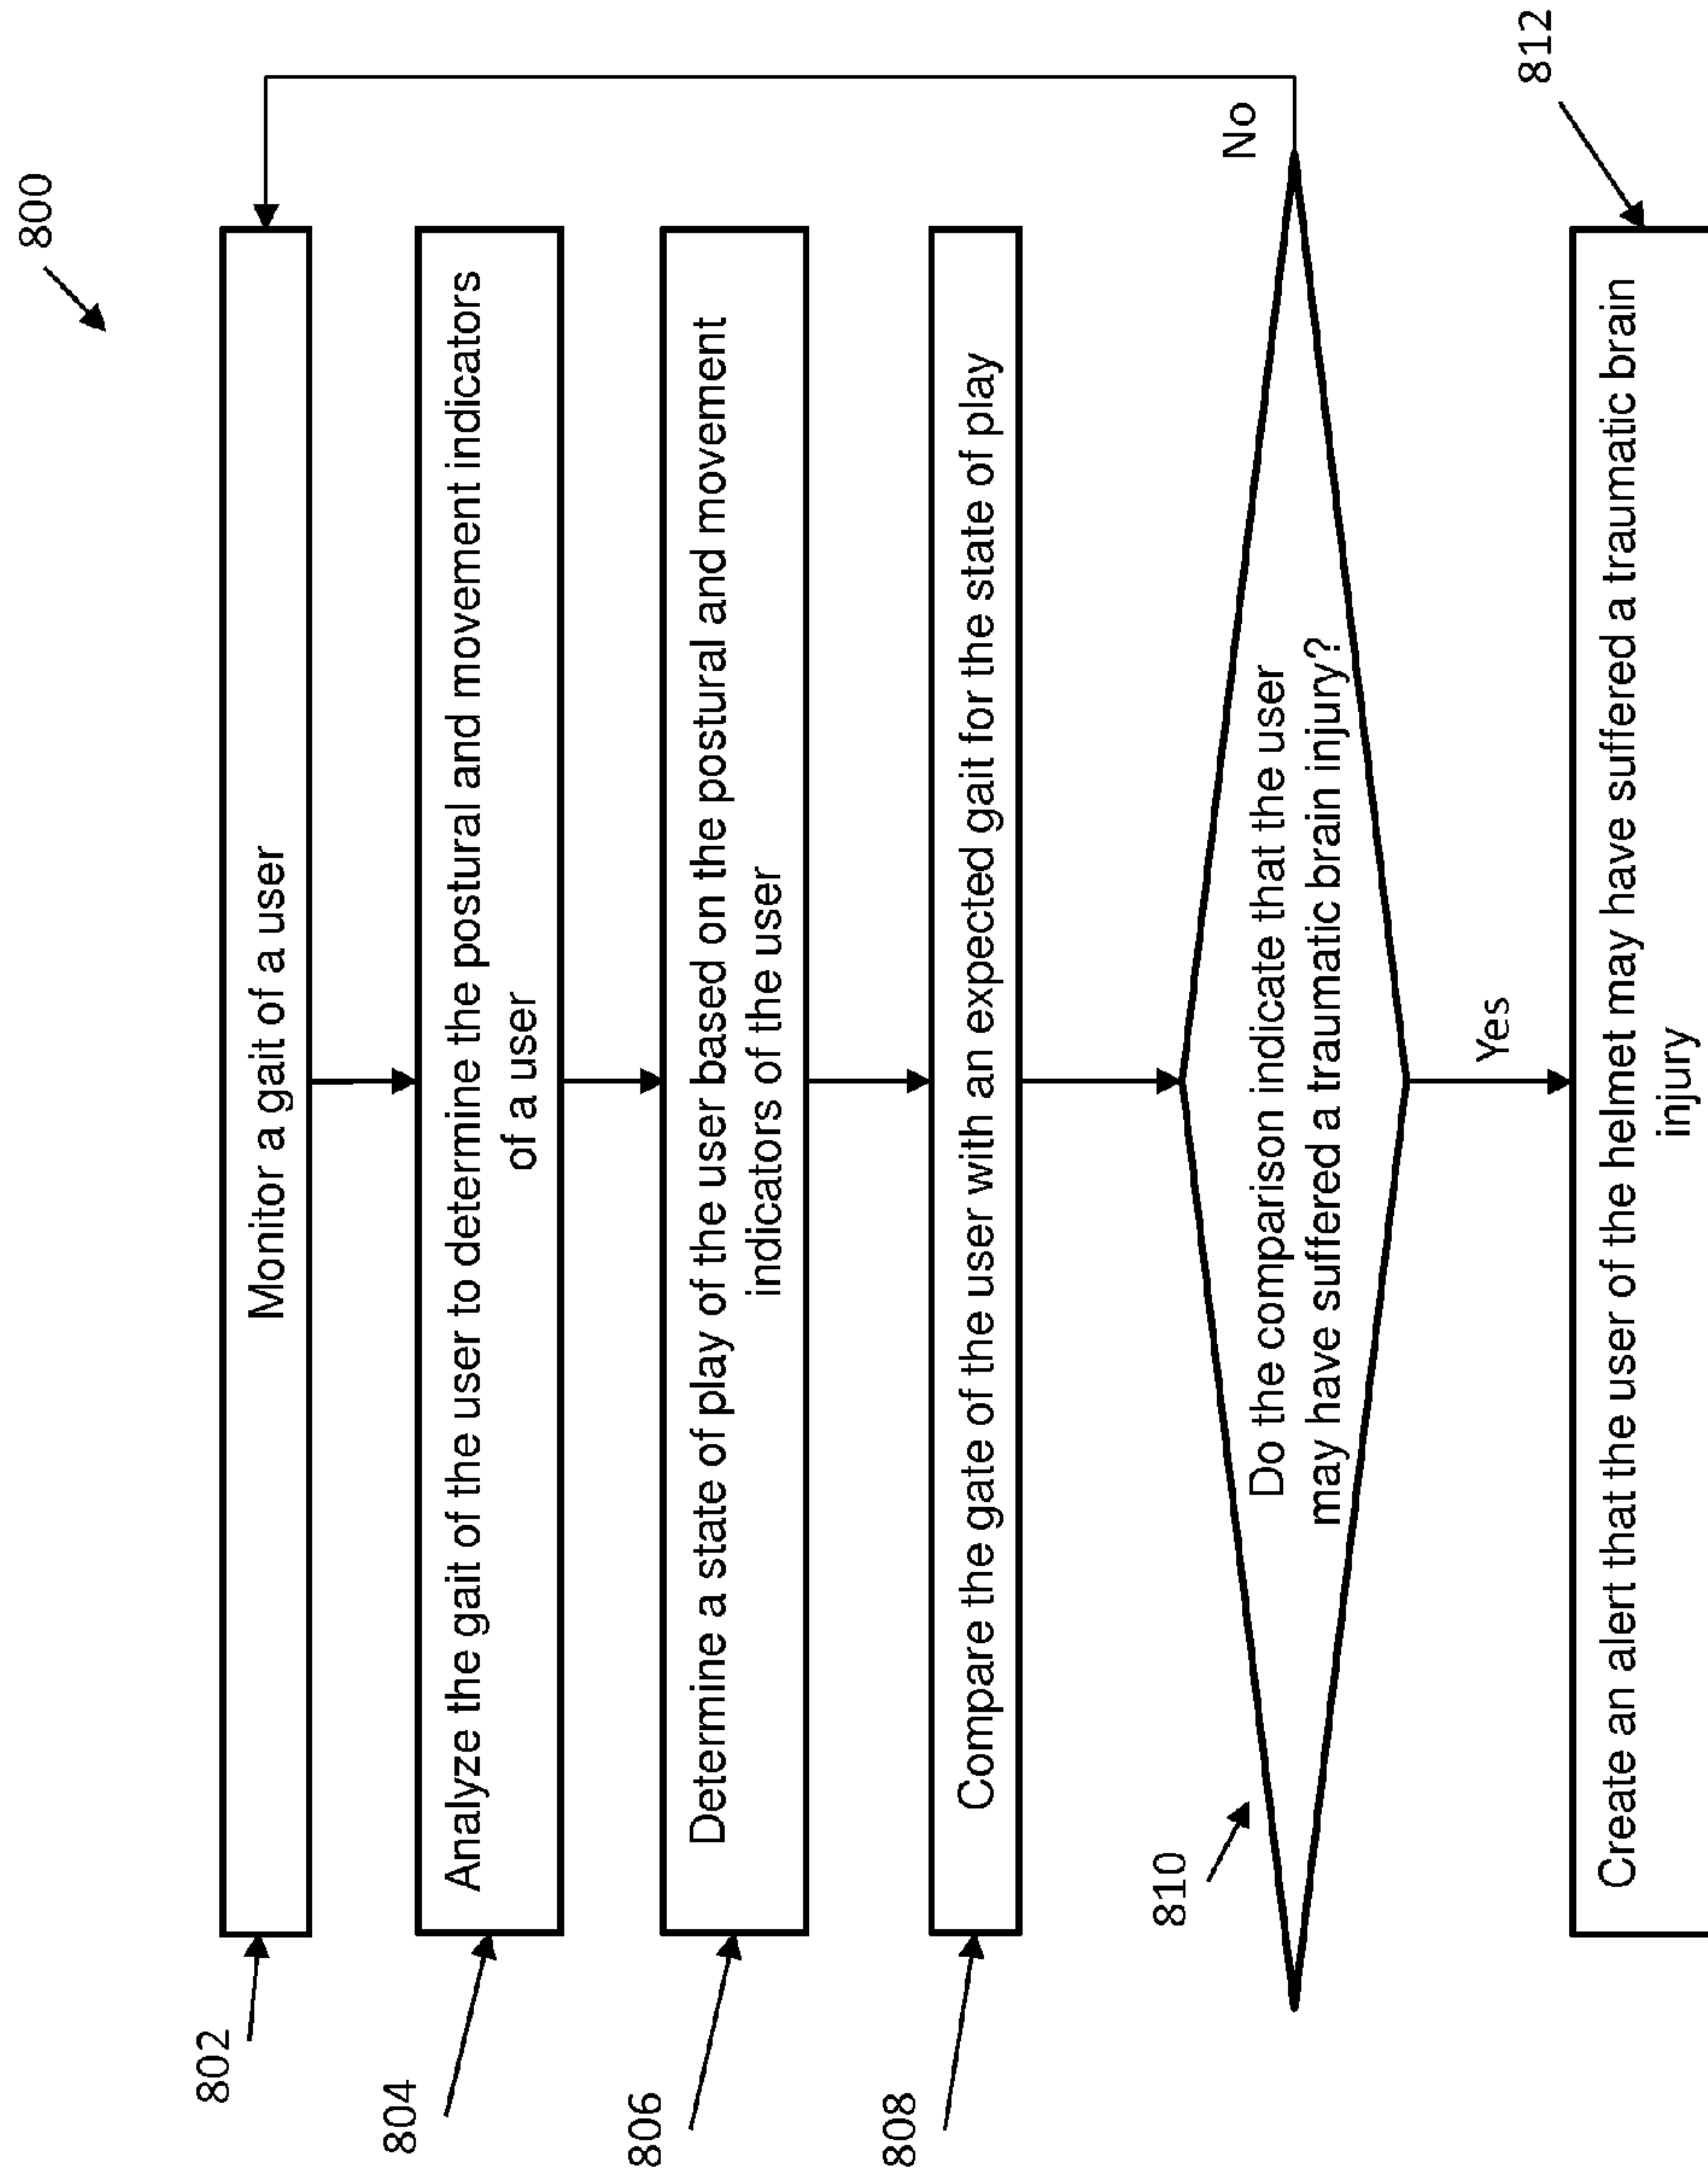 800
802
Monitor a gait of a user
804
Analyze the gait of the user to determine the postural and movement indicators
of a user
806
Determine a state of play of the user based on the postural and movement
indicators of the user
808
Compare the gate of the user with an expected gait for the state of play
810
Do the comparison indicate that the user
may have suffered a traumatic brain injury?
No
Yes
812
Create an alert that the user of the helmet may have suffered a traumatic brain
injury